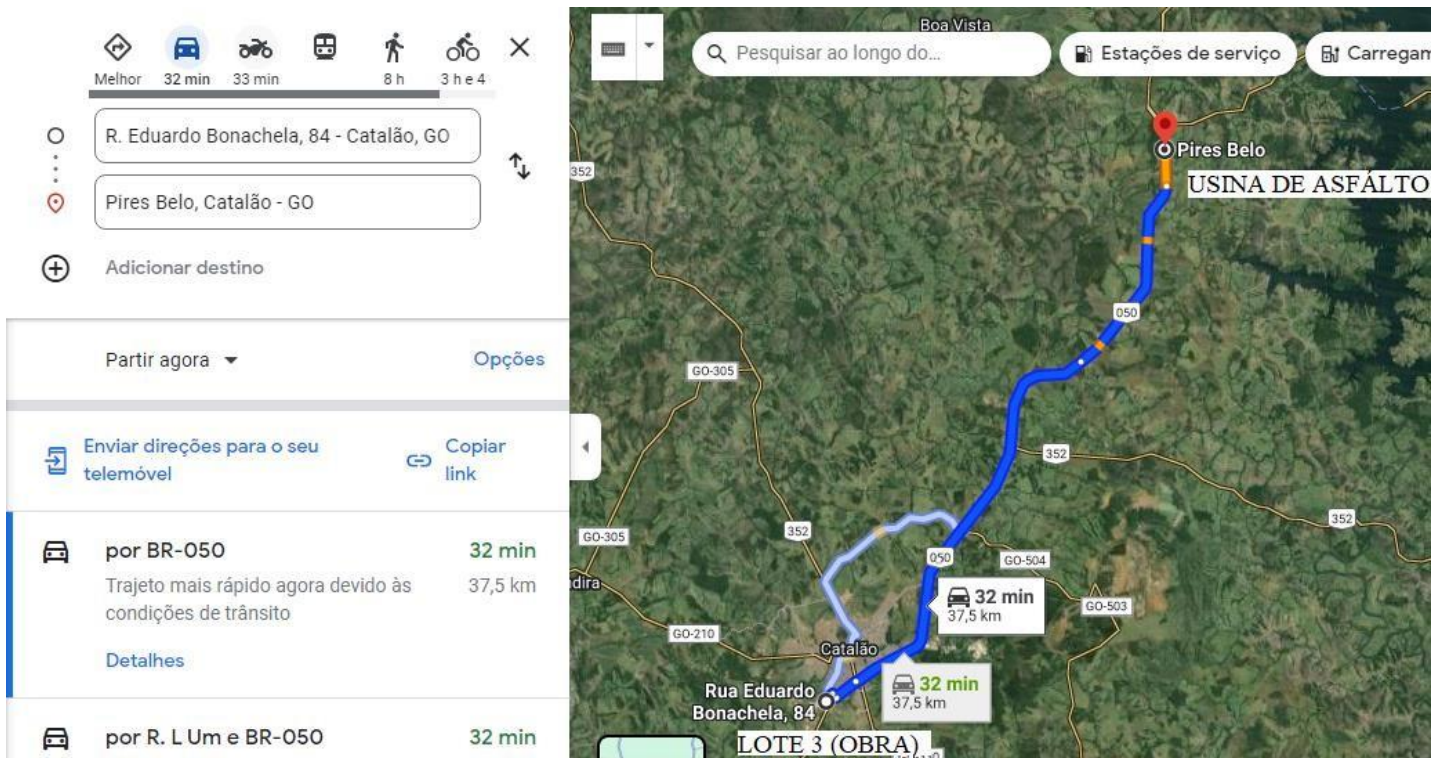 Melhor
32 min
33 min
8 h
3 h e 4
R. Eduardo Bonachela, 84 - Catalão, GO
Pires Belo, Catalão - GO
Adicionar destino
Partir agora
Opções
Enviar direções para o seu
telemóvel
Copiar
link
por BR-050
32 min
Trajeto mais rápido agora devido às
condições de trânsito
37,5 km
Detalhes
por R. L Um e BR-050
32 min
Boa Vista
Pesquisar ao longo do...
Estações de serviço
Carregam
Pires Belo
352
USINA DE ASFÁLTO
050
GO-305
352
352
352
GO-305
050
GO-504
dira
32 min
37,5 km
GO-503
GO-210
Catalão
32 min
37,5 km
Rua Eduardo
Bonachela, 84
LOTE 3 (OBRA)